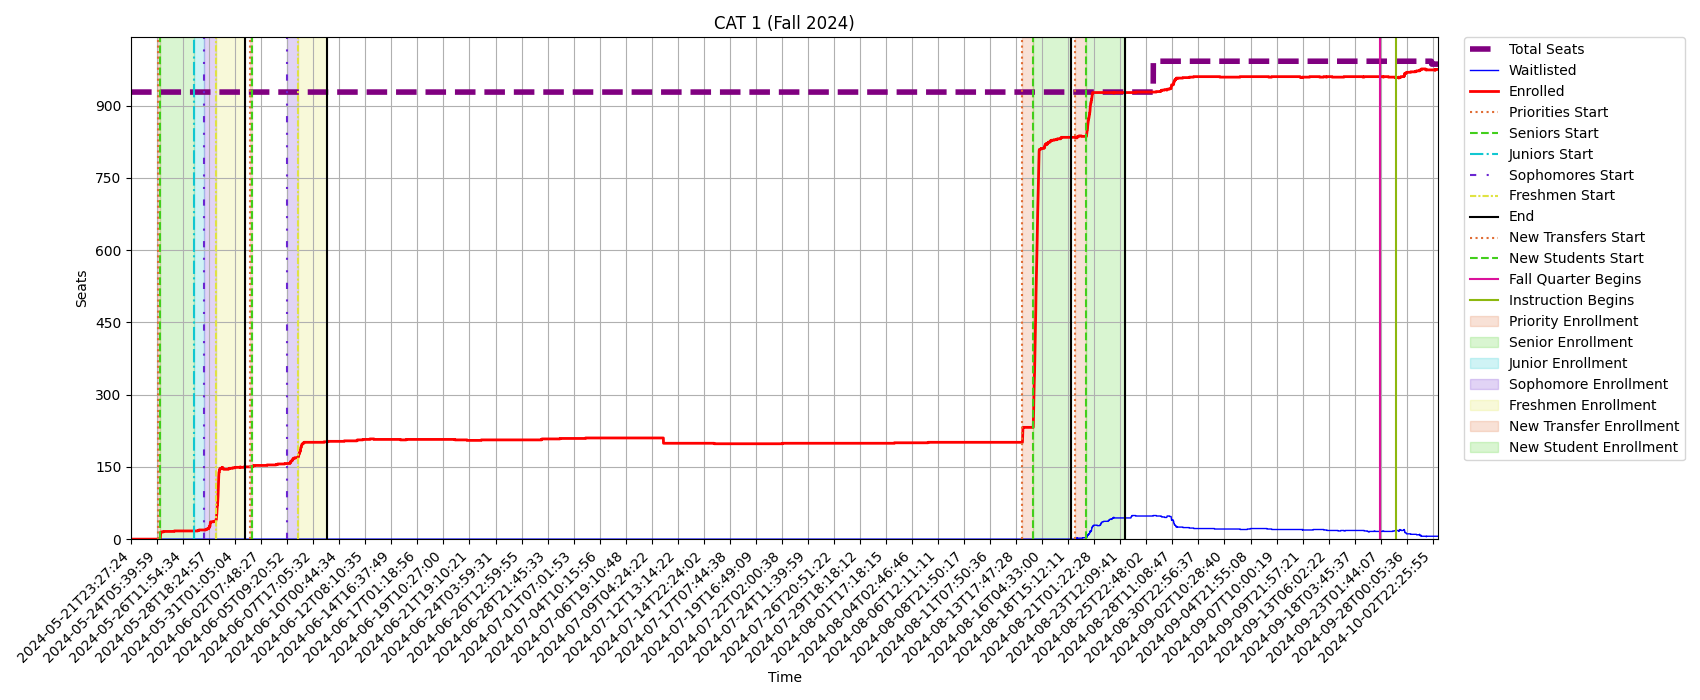 CAT 1 (Fall 2024)
Seats
900
750
600
450
300
150
0
2024-05-21T23:27:24
2024-05-24T05:39:59
2024-05-26T11:54:34
2024-05-28T18:24:57
2024-05-31T01:05:04
2024-06-02T07:48:27
2024-06-05T09:20:52
2024-06-07T17:05:32
2024-06-10T00:44:34
2024-06-12T08:10:35
2024-06-14T16:37:49
2024-06-17T01:18:56
2024-06-19T10:27:00
2024-06-21T19:10:21
2024-06-24T03:59:31
2024-06-26T12:59:55
2024-06-28T21:45:33
2024-07-01T07:01:53
2024-07-04T10:15:56
2024-07-06T19:10:48
2024-07-09T04:24:22
2024-07-12T13:14:22
2024-07-14T22:24:02
2024-07-17T07:44:38
2024-07-19T16:49:09
2024-07-22T02:00:38
2024-07-24T11:39:59
2024-07-26T20:51:22
2024-07-29T18:18:12
2024-08-01T17:18:15
2024-08-04T02:46:46
2024-08-06T12:11:11
2024-08-08T21:50:17
2024-08-11T07:50:36
2024-08-13T17:47:28
2024-08-16T04:33:00
2024-08-18T15:12:11
2024-08-21T01:22:28
2024-08-23T12:09:41
2024-08-25T22:48:02
2024-08-28T11:08:47
2024-08-30T22:56:37
2024-09-02T10:28:40
2024-09-04T21:55:08
2024-09-07T10:00:19
2024-09-09T21:57:21
2024-09-13T06:02:22
2024-09-18T03:45:37
2024-09-23T01:44:07
2024-09-28T00:05:36
2024-10-02T22:25:55
Time
Total Seats
Waitlisted
Enrolled
Priorities Start
Seniors Start
Juniors Start
Sophomores Start
Freshmen Start
End
New Transfers Start
New Students Start
Fall Quarter Begins
Instruction Begins
Priority Enrollment
Senior Enrollment
Junior Enrollment
Sophomore Enrollment
Freshmen Enrollment
New Transfer Enrollment
New Student Enrollment